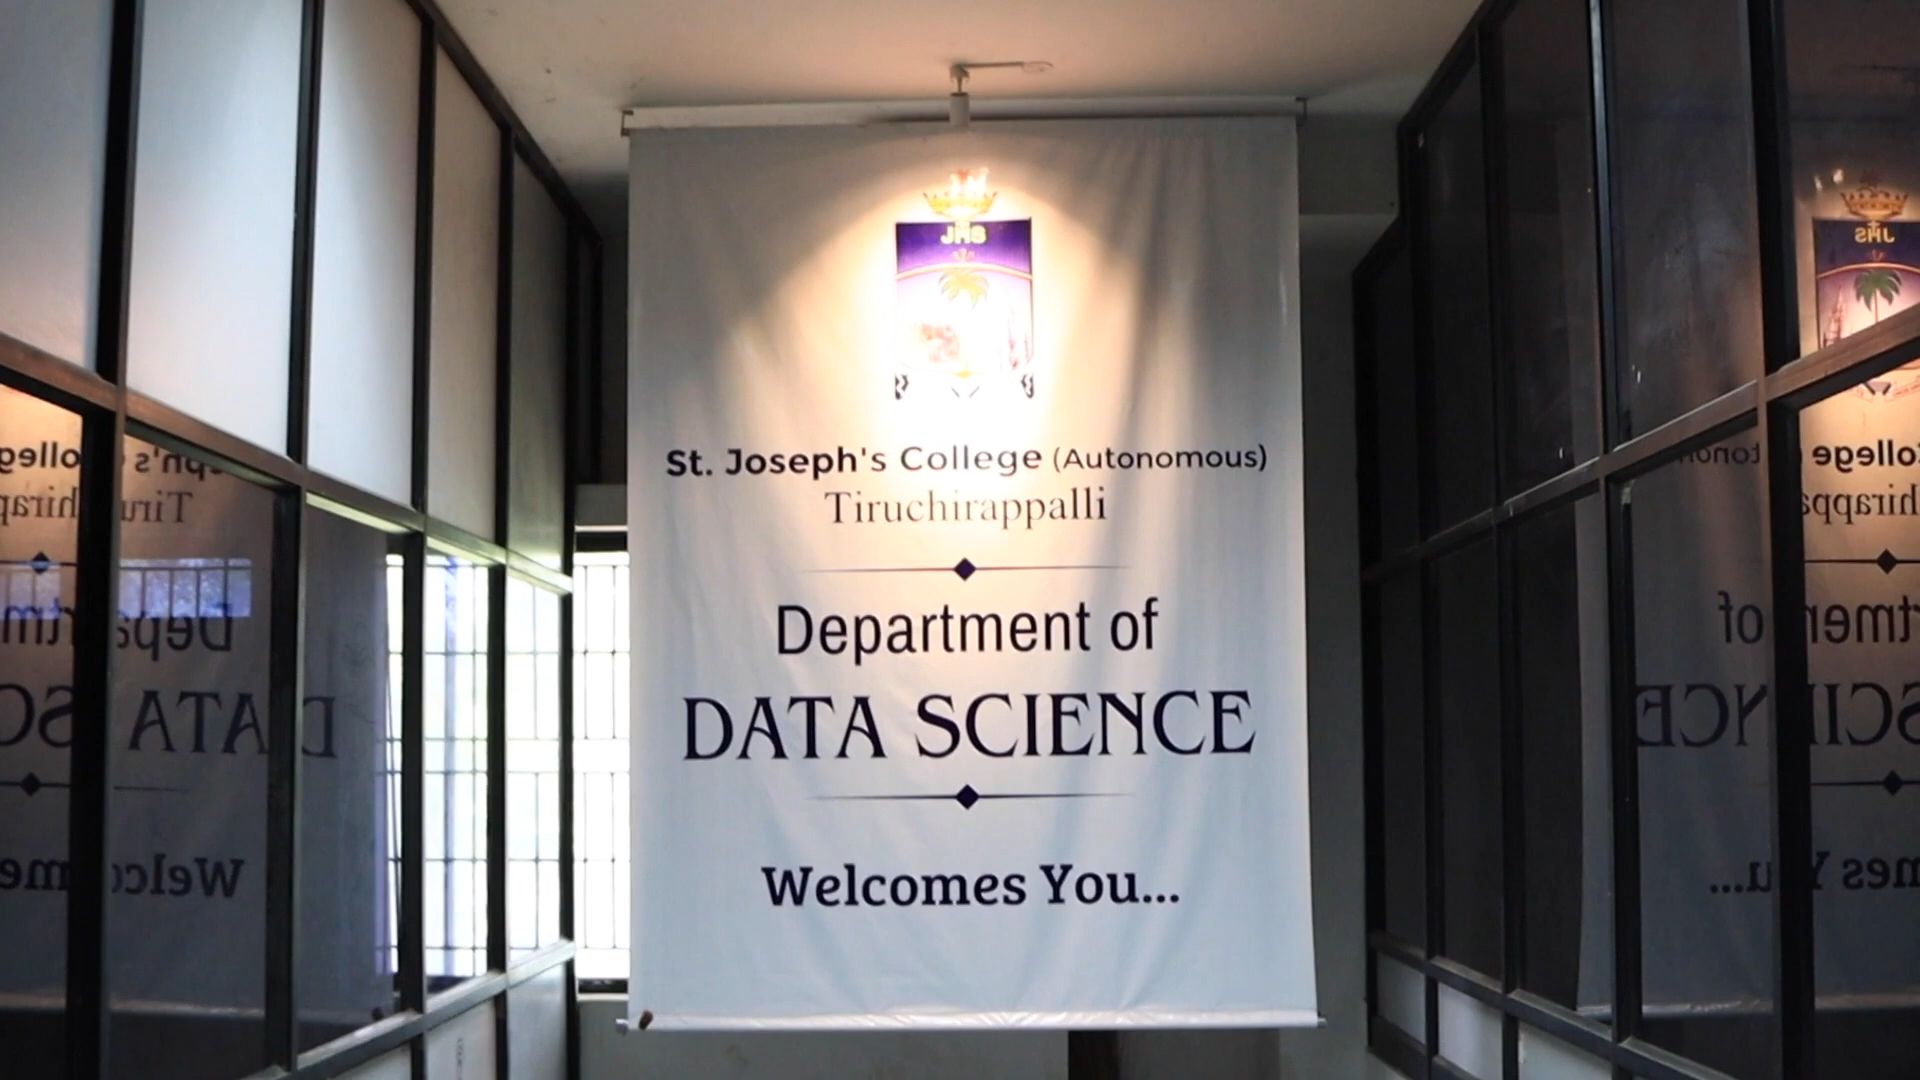 JHS
St. Joseph's College (Autonomous)
Tiruchirappalli
Department of
DATA SCIENCE
Welcomes You...